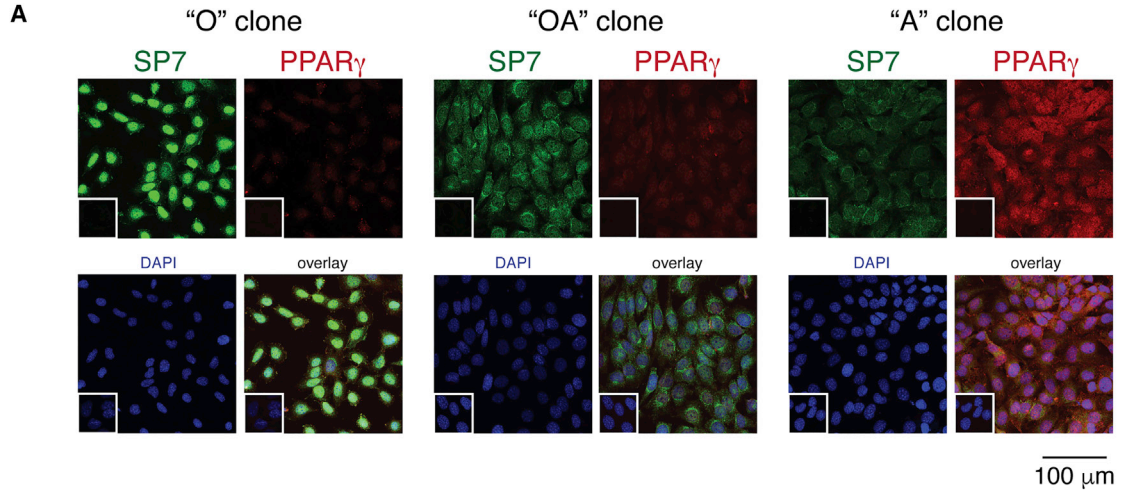 A
“O” clone
“OA” clone
“A” clone
SP7 PPARγ SP7 PPARγ SP7 PPARγ
DAPI overlay DAPI overlay DAPI overlay
100 μm